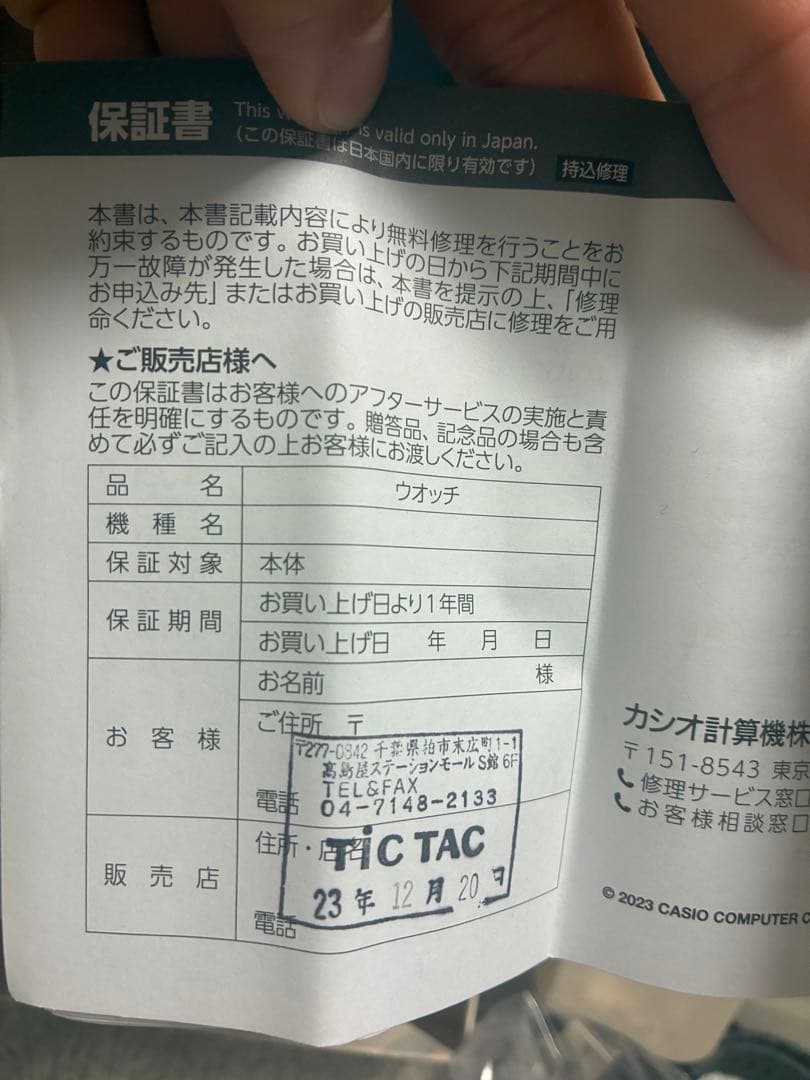 保証書
This is valid only in Japan.
(この保証書は日本国内に限り有効です)
持込修理
本書は、本書記載内容により無料修理を行うことをお
約束するものです。お買い上げの日から下記期間中に
万一故障が発生した場合は、本書を提示の上、「修理
お申込み先」またはお買い上げの販売店に修理をご用
命ください。
★ご販売店様へ
この保証書はお客様へのアフターサービスの実施と責
任を明確にするものです。贈答品、記念品の場合も含
めて必ずご記入の上お客様にお渡しください。
品名 ウオッチ
機種名
保証対象 本体
保証期間 お買い上げ日より1年間
お買い上げ日 年 月 日
お客様 お名前 様
ご住所 〒
電話
販売店 住所・店名
電話
〒277-0842 千葉県柏市末広町1-1
高島屋ステーションモールS館6F
TEL&FAX
04-7148-2133
TiC TAC
23年 12月 20日
カシオ計算機株
〒151-8543 東京
修理サービス窓口
お客様相談窓口
© 2023 CASIO COMPUTER